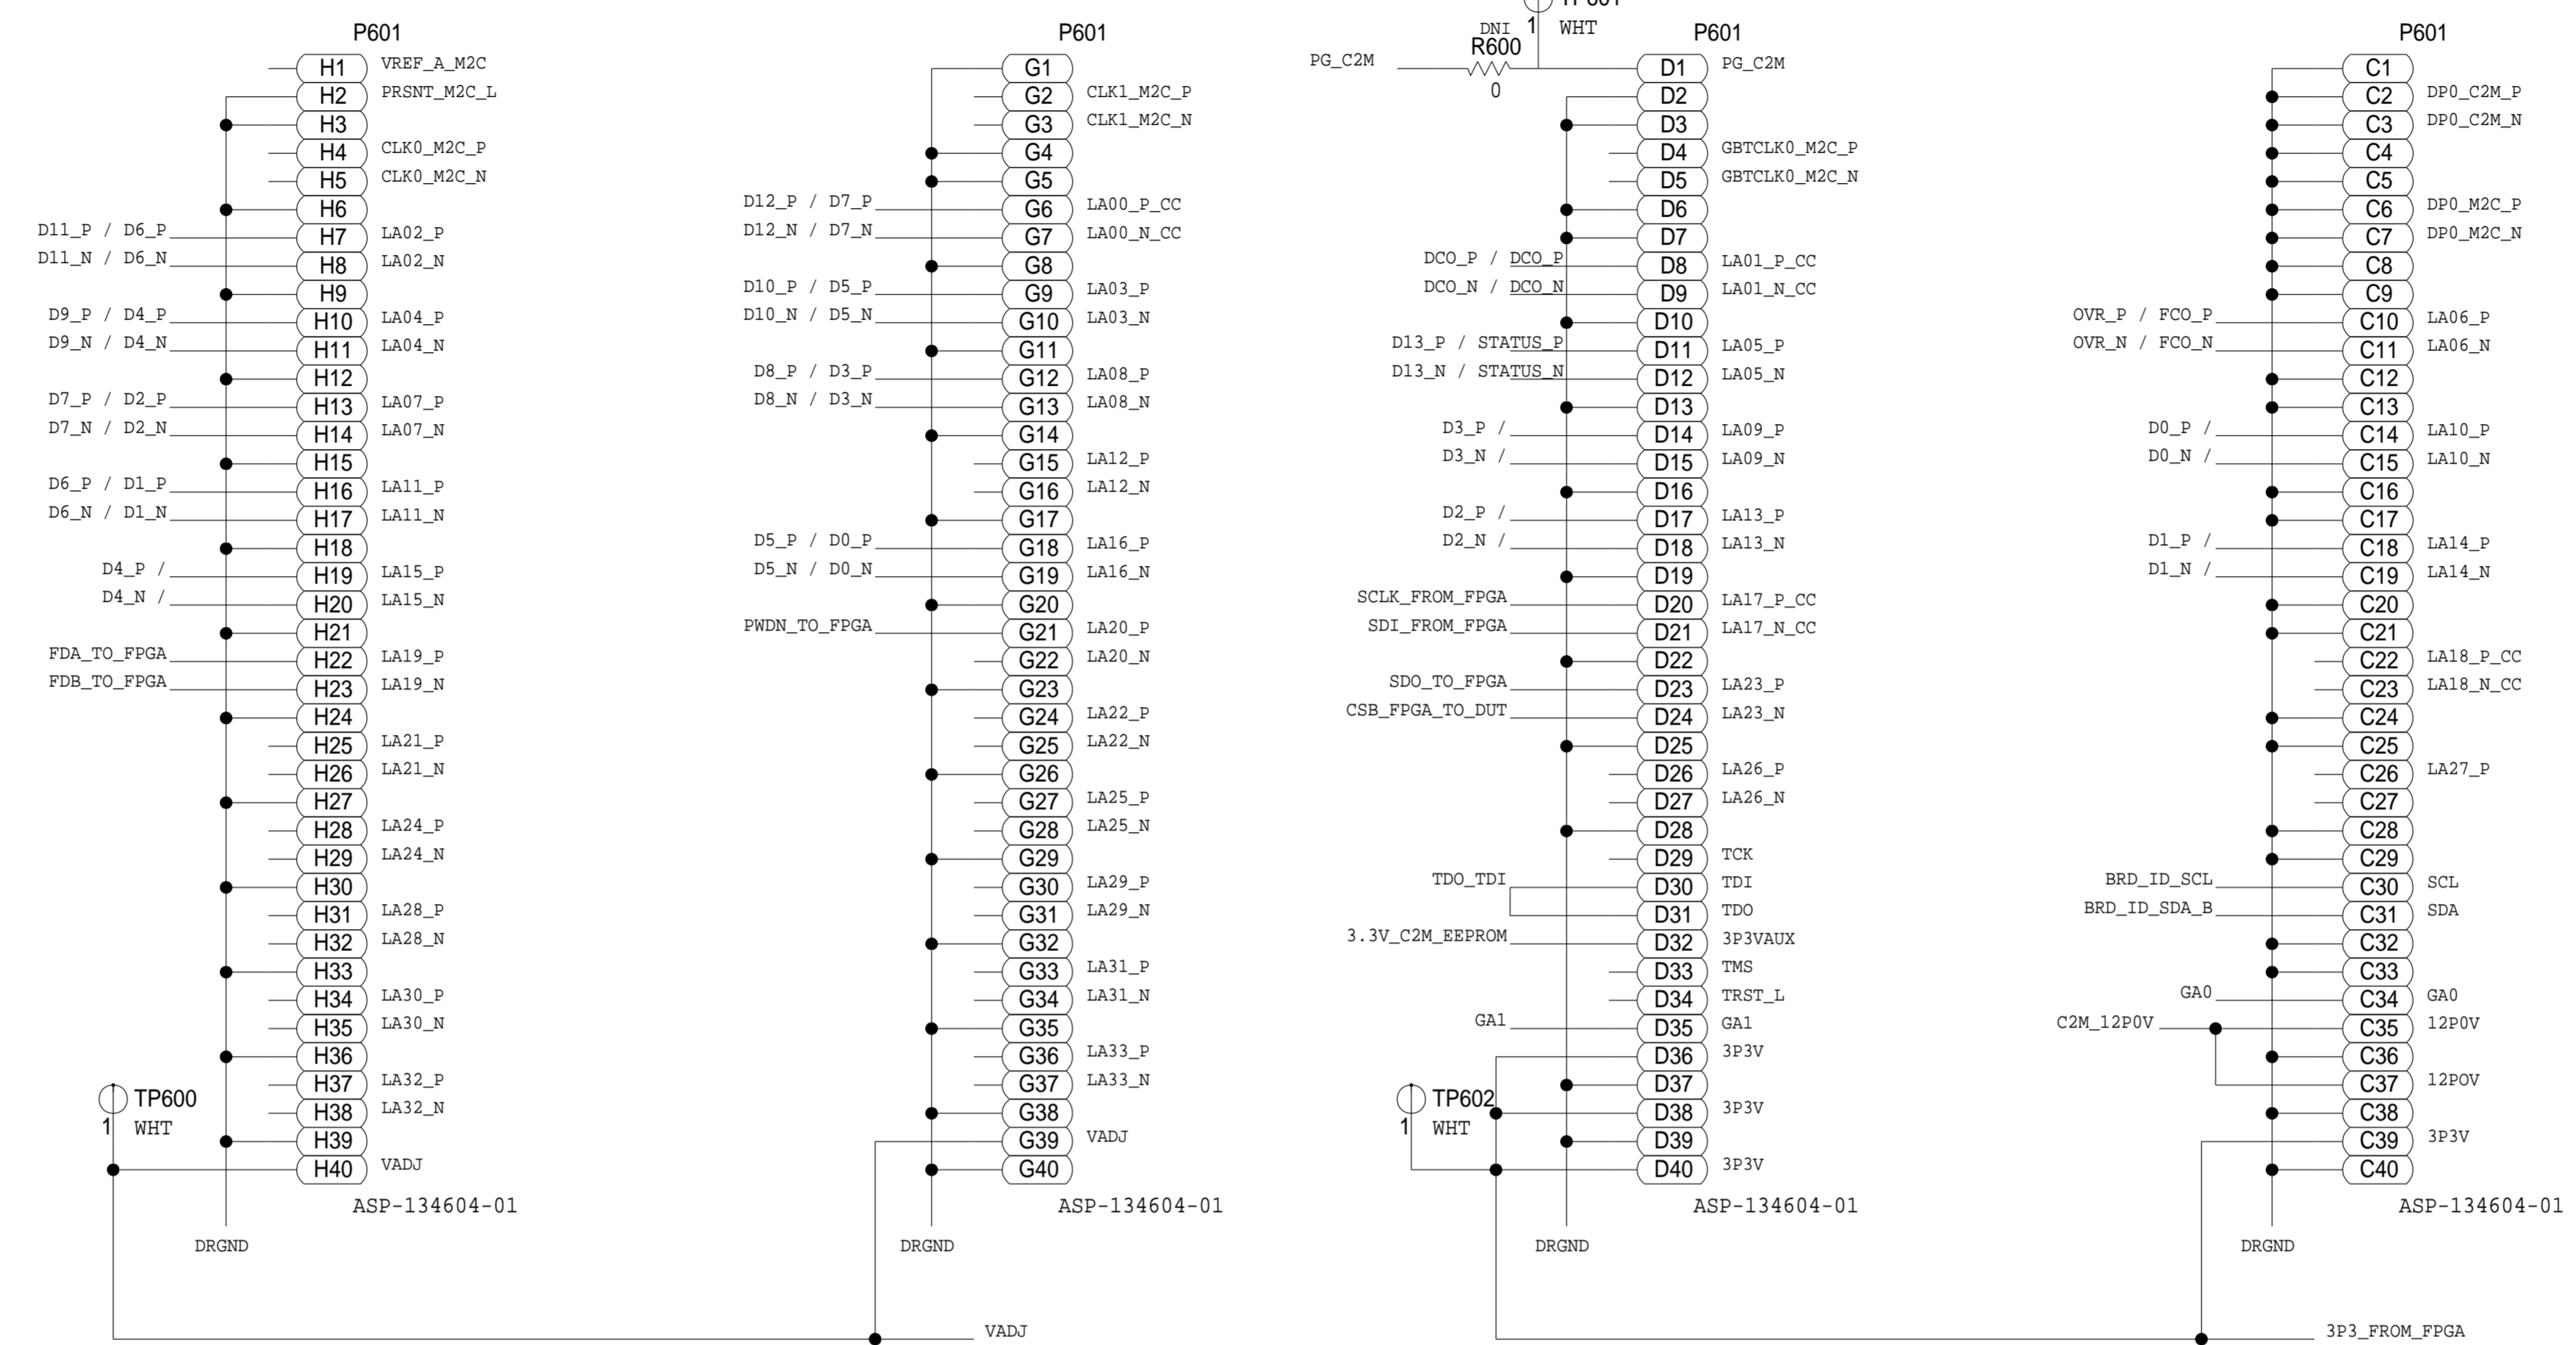 P601
H1 VREF_A_M2C
H2 PRSNT_M2C_L
H3
H4 CLK0_M2C_P
H5 CLK0_M2C_N
H6
D11_P / D6_P H7 LA02_P
D11_N / D6_N H8 LA02_N
H9
D9_P / D4_P H10 LA04_P
D9_N / D4_N H11 LA04_N
H12
D7_P / D2_P H13 LA07_P
D7_N / D2_N H14 LA07_N
H15
D6_P / D1_P H16 LA11_P
D6_N / D1_N H17 LA11_N
H18
D4_P / H19 LA15_P
D4_N / H20 LA15_N
H21
FDA_TO_FPGA H22 LA19_P
FDB_TO_FPGA H23 LA19_N
H24
H25 LA21_P
H26 LA21_N
H27
H28 LA24_P
H29 LA24_N
H30
H31 LA28_P
H32 LA28_N
H33
H34 LA30_P
H35 LA30_N
H36
H37 LA32_P
TP600
H38 LA32_N
1 WHT
H39
H40 VADJ
ASP-134604-01
DRGND
P601
G1
G2 CLK1_M2C_P
G3 CLK1_M2C_N
G4
G5
D12_P / D7_P G6 LA00_P_CC
D12_N / D7_N G7 LA00_N_CC
G8
D10_P / D5_P G9 LA03_P
D10_N / D5_N G10 LA03_N
G11
D8_P / D3_P G12 LA08_P
D8_N / D3_N G13 LA08_N
G14
G15 LA12_P
G16 LA12_N
G17
D5_P / D0_P G18 LA16_P
D5_N / D0_N G19 LA16_N
G20
PWDN_TO_FPGA G21 LA20_P
G22 LA20_N
G23
G24 LA22_P
G25 LA22_N
G26
G27 LA25_P
G28 LA25_N
G29
G30 LA29_P
G31 LA29_N
G32
G33 LA31_P
G34 LA31_N
G35
G36 LA33_P
G37 LA33_N
G38
G39 VADJ
G40
ASP-134604-01
DRGND
VADJ
1 WHT
DNI
R600
0
P601
PG_C2M D1 PG_C2M
D2
D3
D4 GBTCLK0_M2C_P
D5 GBTCLK0_M2C_N
D6
D7
DCO_P / DCO_P D8 LA01_P_CC
DCO_N / DCO_N D9 LA01_N_CC
D10
D13_P / STATUS_P D11 LA05_P
D13_N / STATUS_N D12 LA05_N
D13
D3_P / D14 LA09_P
D3_N / D15 LA09_N
D16
D2_P / D17 LA13_P
D2_N / D18 LA13_N
D19
SCLK_FROM_FPGA D20 LA17_P_CC
SDI_FROM_FPGA D21 LA17_N_CC
D22
SDO_TO_FPGA D23 LA23_P
CSB_FPGA_TO_DUT D24 LA23_N
D25
D26 LA26_P
D27 LA26_N
D28
D29 TCK
TDO_TDI D30 TDI
D31 TDO
3.3V_C2M_EEPROM D32 3P3VAUX
D33 TMS
D34 TRST_L
GA1 D35 GA1
D36 3P3V
D37
TP602
D38 3P3V
1 WHT
D39
D40 3P3V
ASP-134604-01
DRGND
P601
C1
C2 DP0_C2M_P
C3 DP0_C2M_N
C4
C5
C6 DP0_M2C_P
C7 DP0_M2C_N
C8
C9
OVR_P / FCO_P C10 LA06_P
OVR_N / FCO_N C11 LA06_N
C12
C13
D0_P / C14 LA10_P
D0_N / C15 LA10_N
C16
C17
D1_P / C18 LA14_P
D1_N / C19 LA14_N
C20
C21
C22 LA18_P_CC
C23 LA18_N_CC
C24
C25
C26 LA27_P
C27
C28
C29
BRD_ID_SCL C30 SCL
BRD_ID_SDA_B C31 SDA
C32
C33
GA0 C34 GA0
C2M_12P0V C35 12P0V
C36
C37 12POV
C38
C39 3P3V
C40
ASP-134604-01
DRGND
3P3_FROM_FPGA